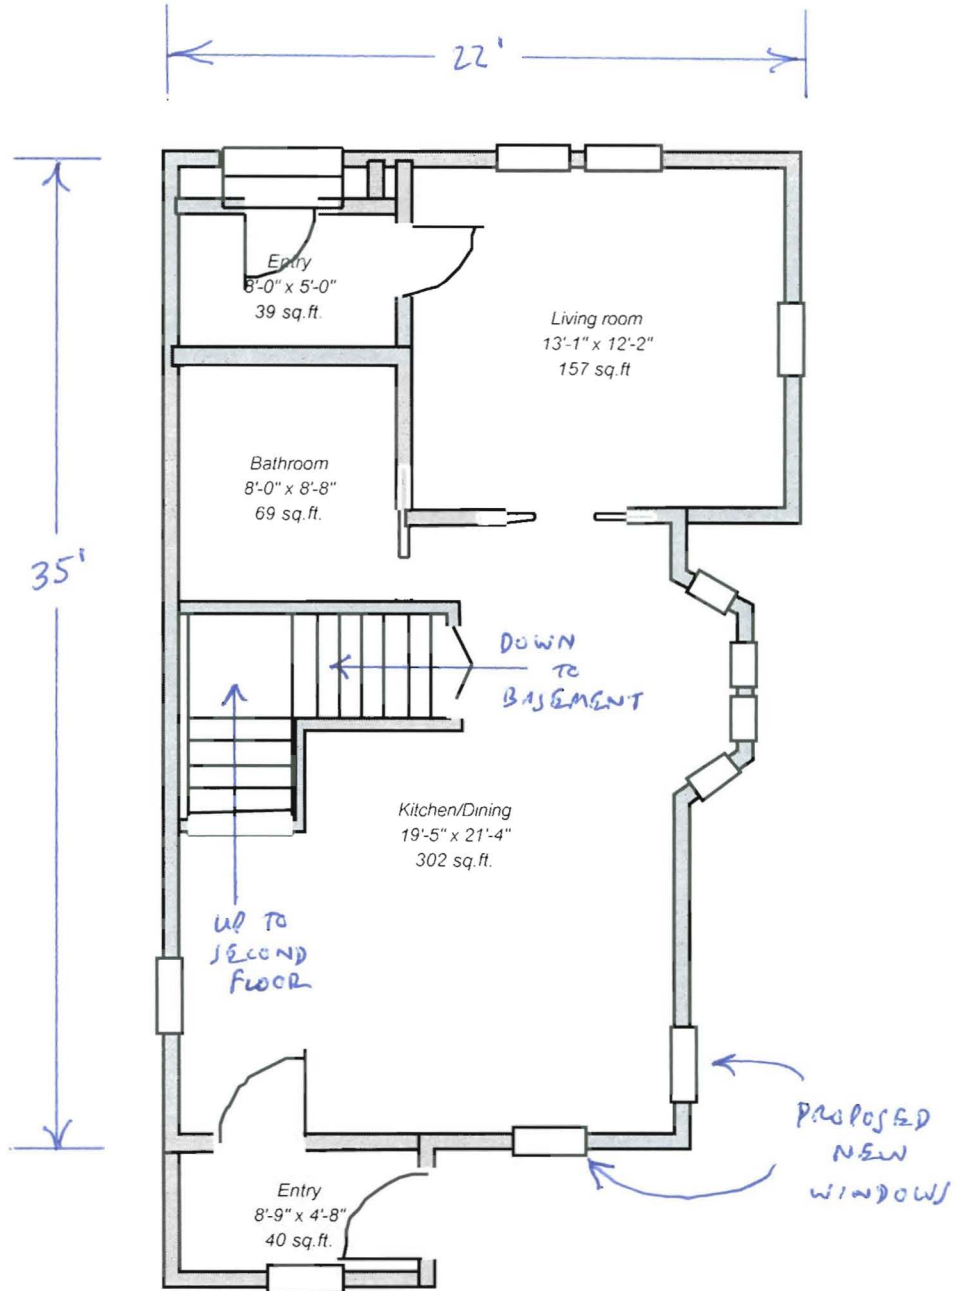 22'
Entry
8'-0" x 5'-0"
39 sq.ft.
Living room
13'-1" x 12'-2"
157 sq.ft
Bathroom
8'-0" x 8'-8"
69 sq.ft.
35'
DOWN
TO
BASEMENT
Kitchen/Dining
19'-5" x 21'-4"
302 sq.ft.
UP TO
SECOND
FLOOR
PROPOSED
NEW
WINDOWS
Entry
8'-9" x 4'-8"
40 sq.ft.